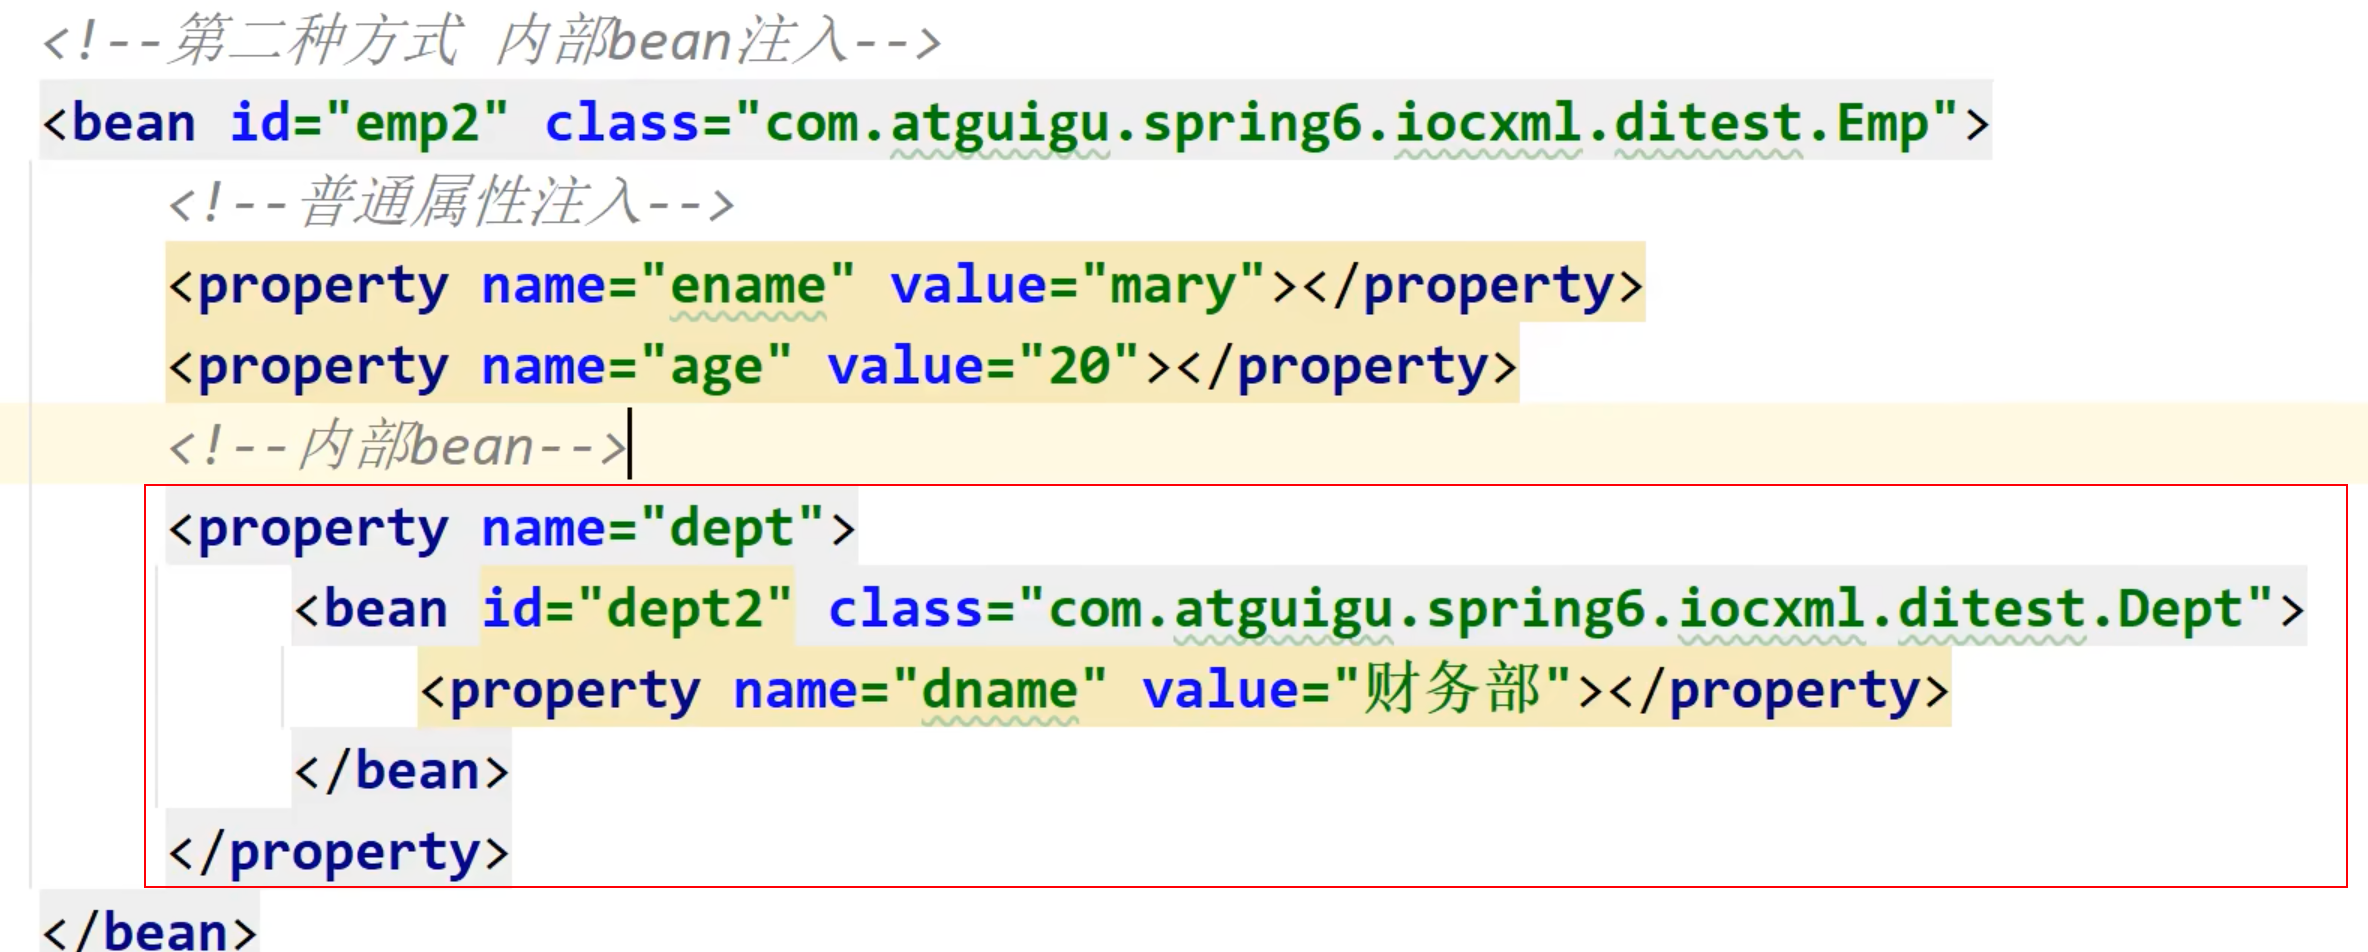 <!--第二种方式 内部bean注入-->
<bean id="emp2" class="com.atguigu.spring6.iocxml.ditest.Emp">
<!--普通属性注入-->
<property name="ename" value="mary"></property>
<property name="age" value="20"></property>
<!--内部bean-->
<property name="dept">
<bean id="dept2" class="com.atguigu.spring6.iocxml.ditest.Dept">
<property name="dname" value="财务部"></property>
</bean>
</property>
</bean>